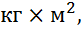 кг × м²,